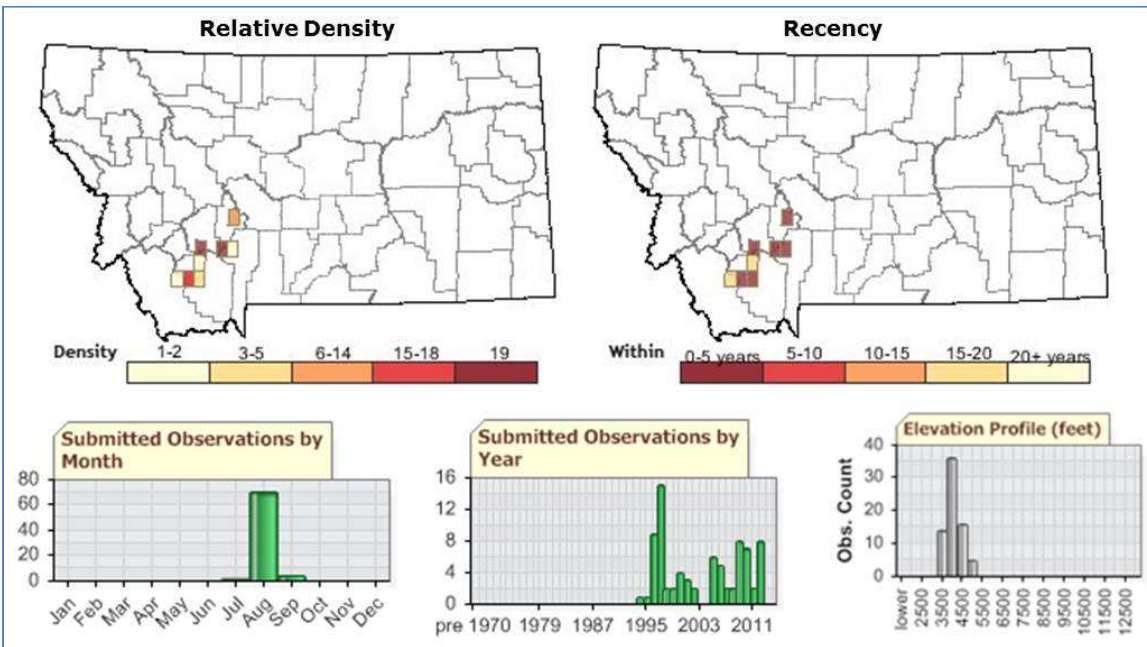 Relative Density
Recency
Density 1-2 3-5 6-14 15-18 19
Within 0-5 years 5-10 10-15 15-20 20+ years
Submitted Observations by
Month
80
60
40
20
0
Jan Feb Mar Apr May Jun Jul Aug Sep Oct Nov Dec
Submitted Observations by
Year
16
12
8
4
0
pre 1970 1979 1987 1995 2003 2011
Elevation Profile (feet)
Obs. Count
40
30
20
10
0
lower 2500 3500 4500 5500 6500 7500 8500 9500 10500 11500 12500